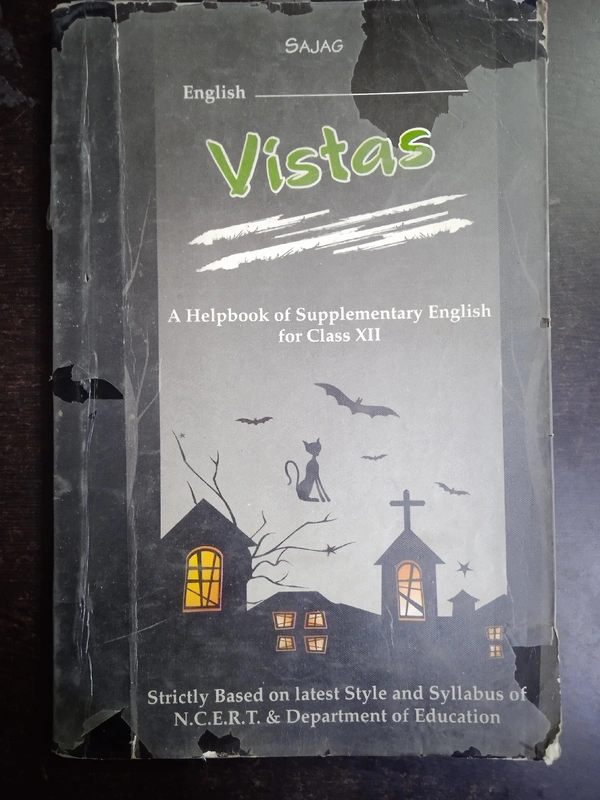 SAJAG
English
Vistas
A Helpbook of Supplementary English
for Class XII
Strictly Based on latest Style and Syllabus of
N.C.E.R.T. & Department of Education